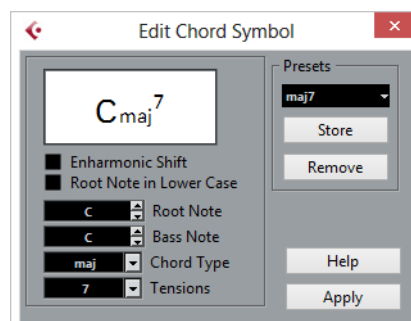 Edit Chord Symbol
x
Cmaj7
Enharmonic Shift
Root Note in Lower Case
C Root Note
C Bass Note
maj Chord Type
7 Tensions
Presets
maj7
Store
Remove
Help
Apply